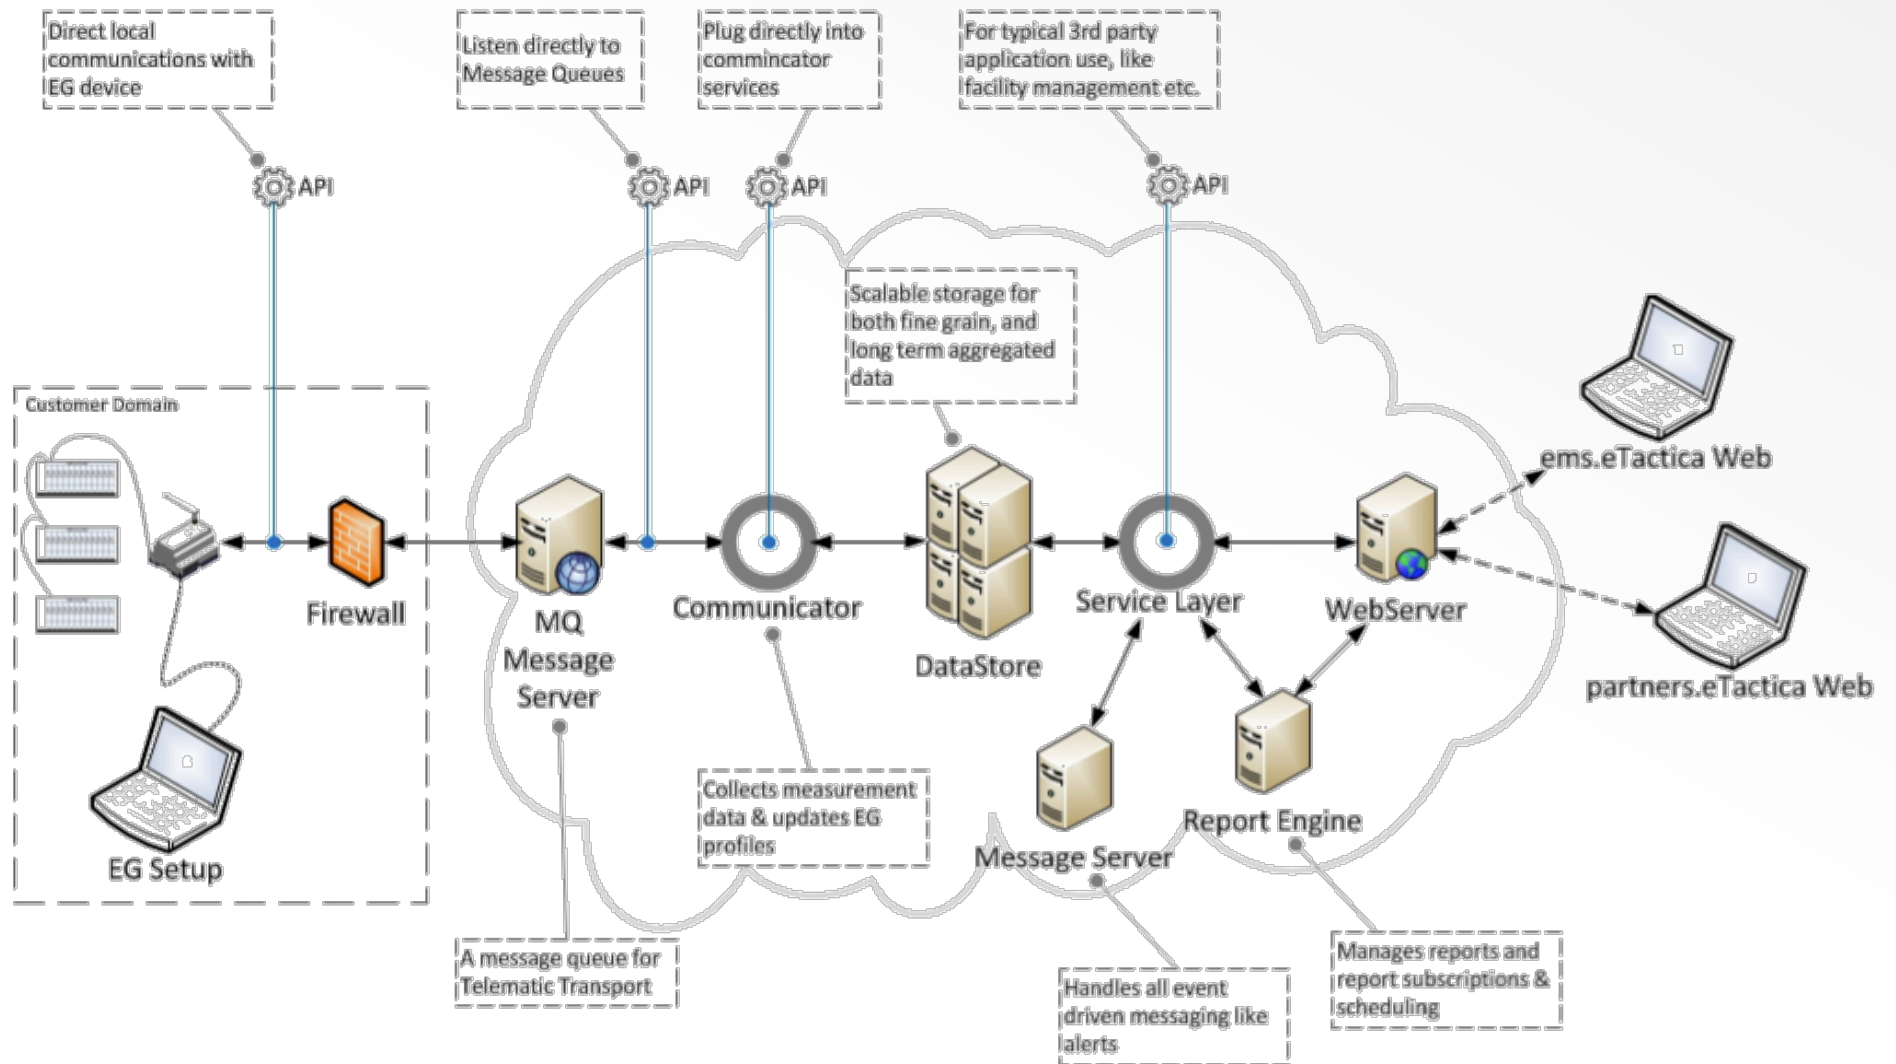 Direct local
communications with
EG device
Listen directly to
Message Queues
Plug directly into
commincator
services
For typical 3rd party
application use, like
facility management etc.
API
API
API
API
Scalable storage for
both fine grain, and
long term aggregated
data
Customer Domain
ems.eTactica Web
Firewall
MQ
Message
Server
Communicator
DataStore
Service Layer
WebServer
partners.eTactica Web
EG Setup
Collects measurement
data & updates EG
profiles
Message Server
Report Engine
A message queue for
Telematic Transport
Handles all event
driven messaging like
alerts
Manages reports and
report subscriptions &
scheduling